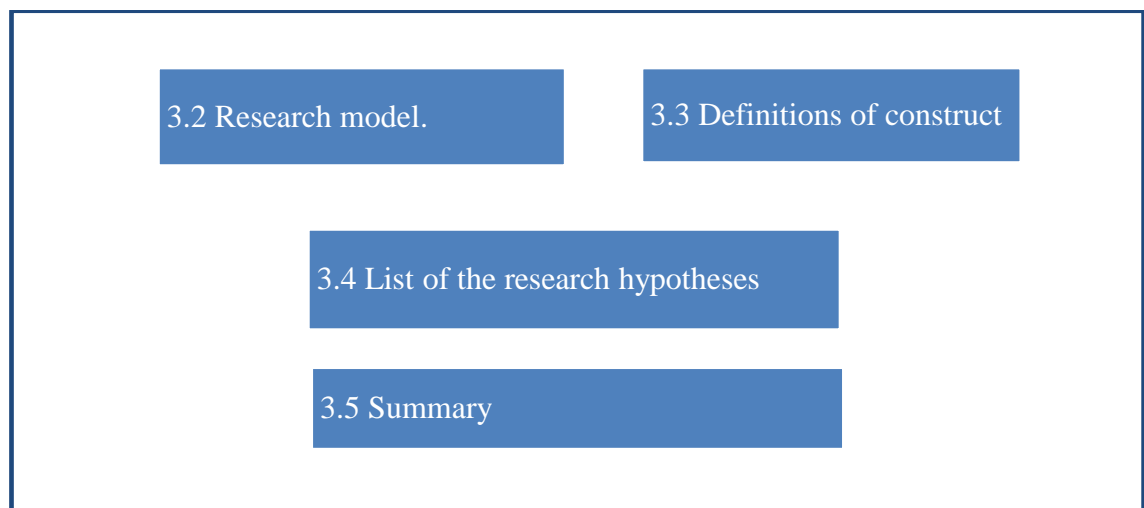 3.2 Research model.
3.3 Definitions of construct
3.4 List of the research hypotheses
3.5 Summary